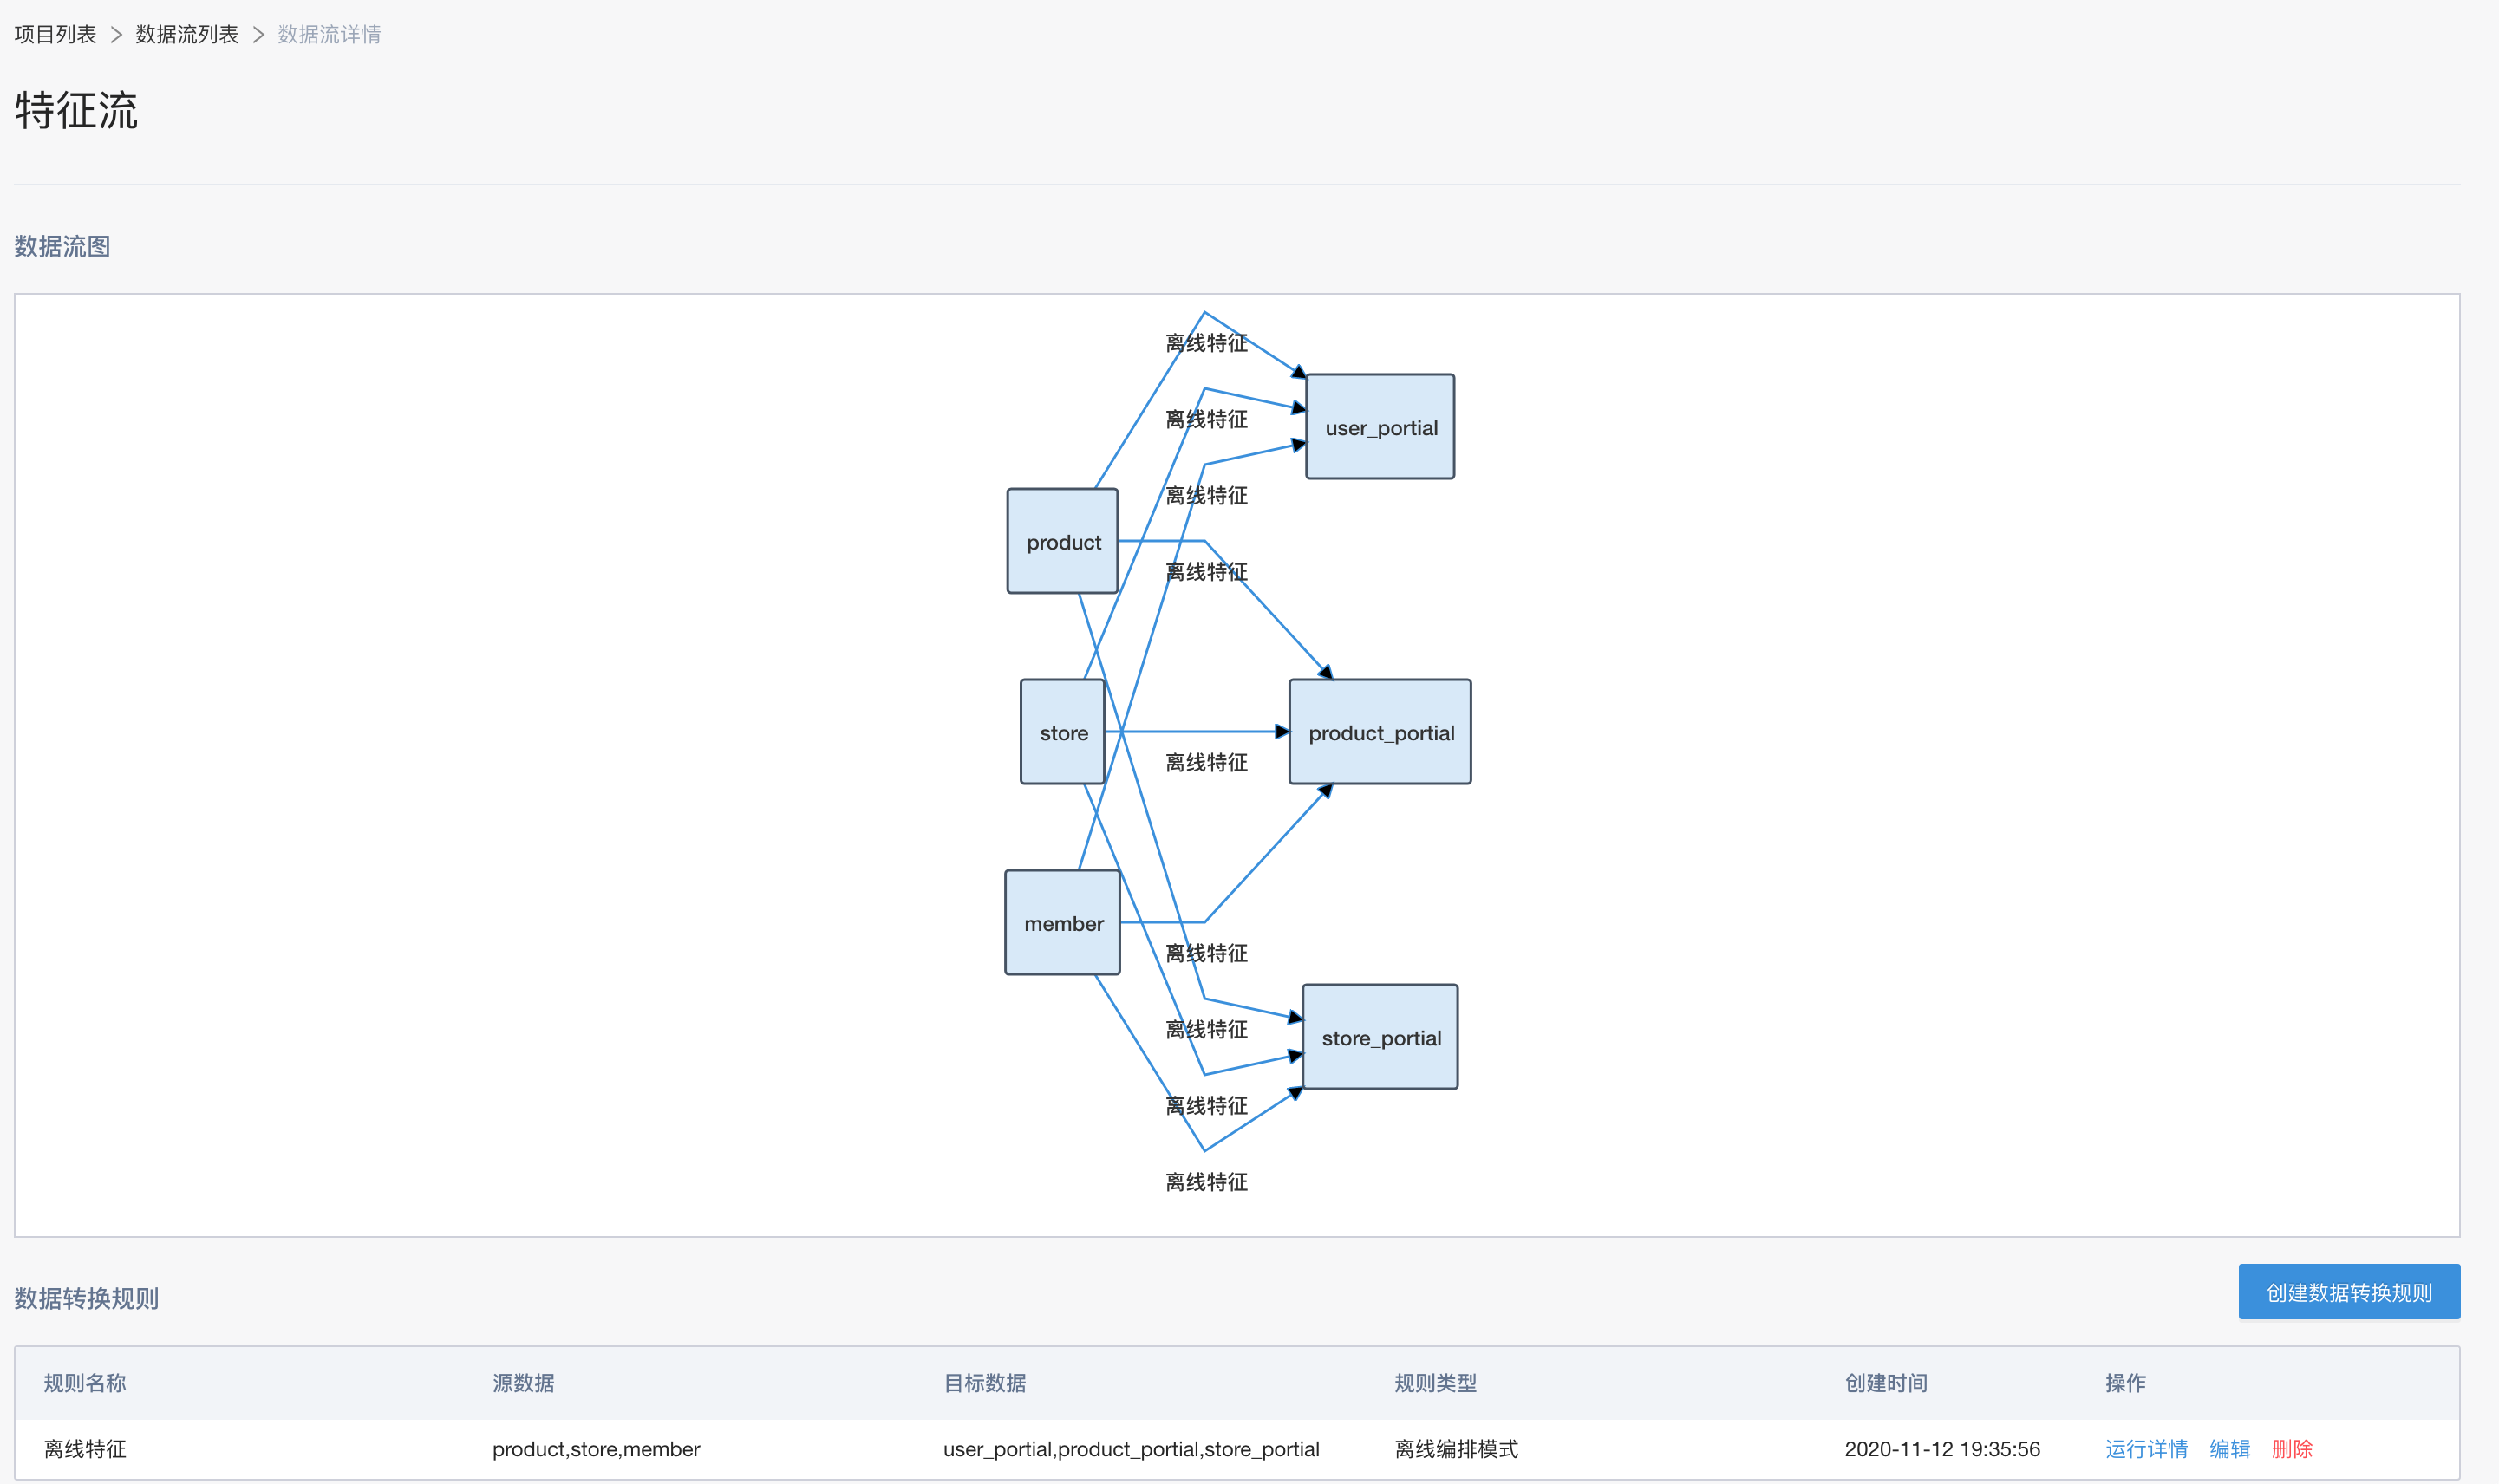 项目列表 > 数据流列表 > 数据流详情
特征流
数据流图
离线特征
user_portial
离线特征
离线特征
product
离线特征
store
product_portial
离线特征
member
离线特征
离线特征
store_portial
离线特征
离线特征
数据转换规则
创建数据转换规则
规则名称 源数据 目标数据 规则类型 创建时间 操作
离线特征 product,store,member user_portial,product_portial,store_portial 离线编排模式 2020-11-12 19:35:56 运行详情 编辑 删除